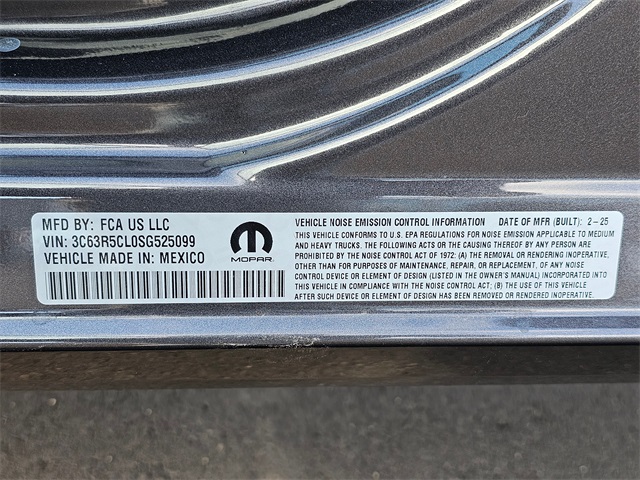 MFD BY: FCA US LLC
VIN: 3C63R5CL0SG525099
VEHICLE MADE IN: MEXICO
MOPAR
VEHICLE NOISE EMISSION CONTROL INFORMATION DATE OF MFR (BUILT): 2-25
THIS VEHICLE CONFORMS TO U.S. EPA REGULATIONS FOR NOISE EMISSION APPLICABLE TO MEDIUM
AND HEAVY TRUCKS. THE FOLLOWING ACTS OR THE CAUSING THEREOF BY ANY PERSON ARE
PROHIBITED BY THE NOISE CONTROL ACT OF 1972: (A) THE REMOVAL OR RENDERING INOPERATIVE,
OTHER THAN FOR PURPOSES OF MAINTENANCE, REPAIR, OR REPLACEMENT, OF ANY NOISE
CONTROL DEVICE OR ELEMENT OF DESIGN (LISTED IN THE OWNER'S MANUAL) INCORPORATED INTO
THIS VEHICLE IN COMPLIANCE WITH THE NOISE CONTROL ACT; (B) THE USE OF THIS VEHICLE
AFTER SUCH DEVICE OR ELEMENT OF DESIGN HAS BEEN REMOVED OR RENDERED INOPERATIVE.